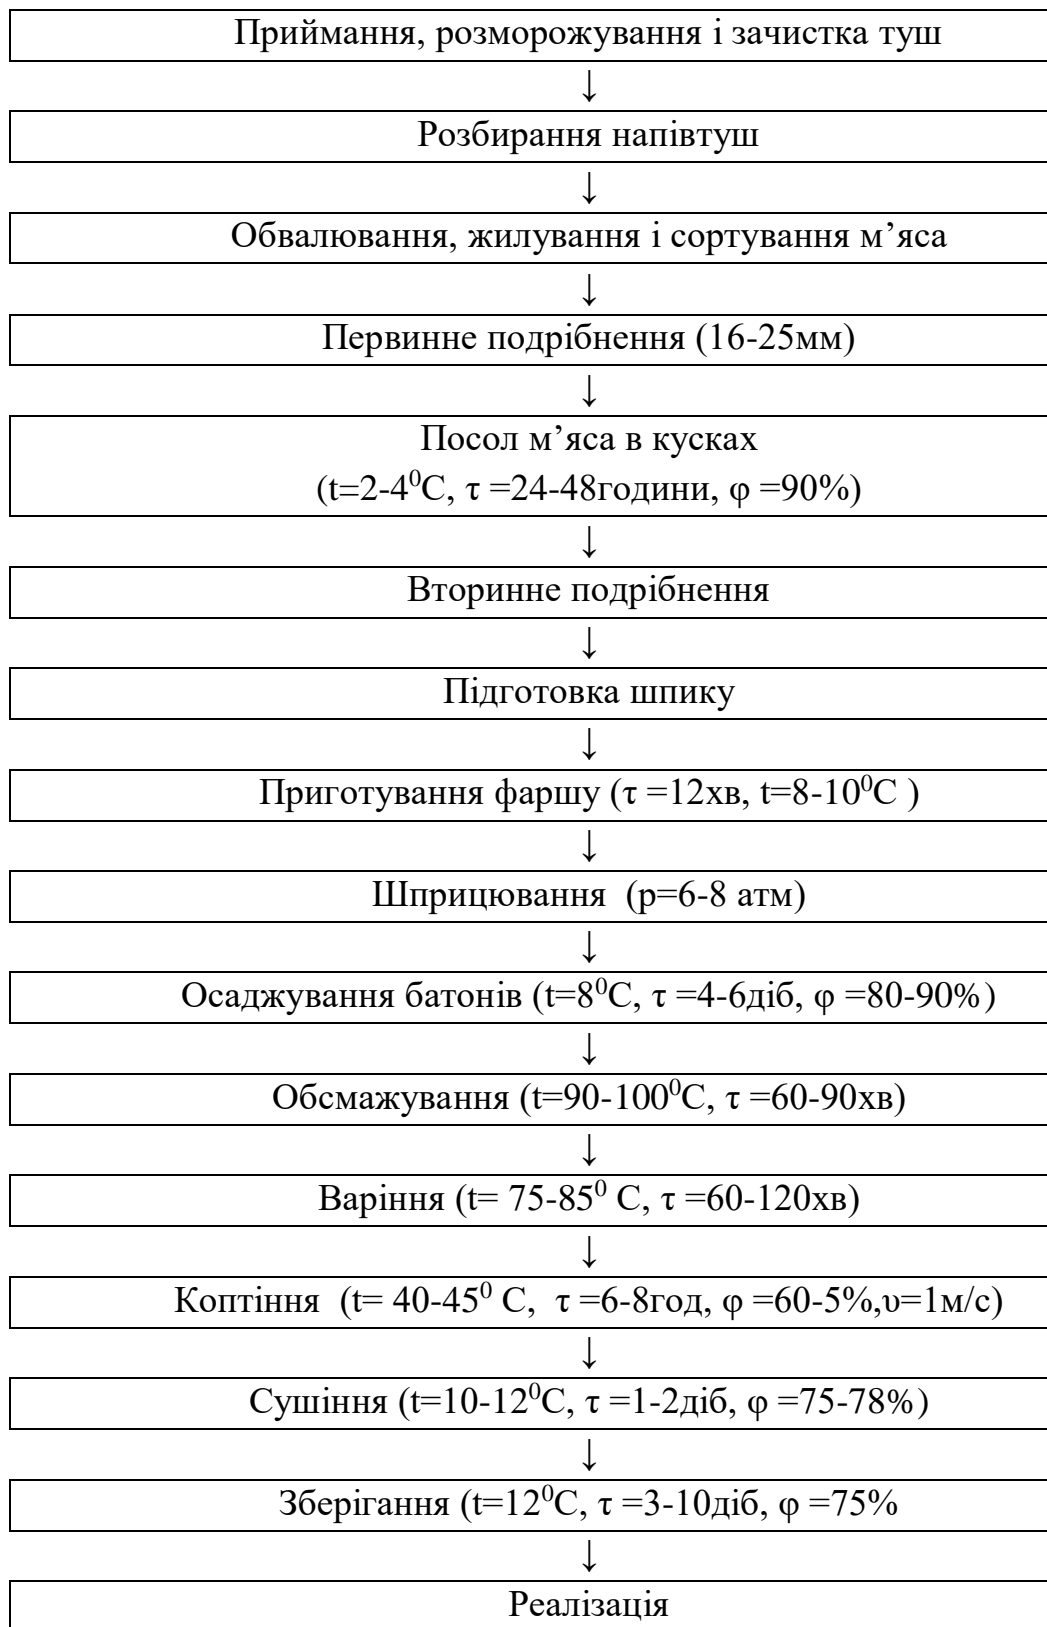 Приймання, розморожування і зачистка туш
↓
Розбирання напівтуш
↓
Обвалювання, жилування і сортування м’яса
↓
Первинне подрібнення (16-25мм)
↓
Посол м’яса в кусках
(t=2-4⁰С, τ =24-48години, φ =90%)
↓
Вторинне подрібнення
↓
Підготовка шпику
↓
Приготування фаршу (τ =12хв, t=8-10⁰С )
↓
Шприцювання (р=6-8 атм)
↓
Осаджування батонів (t=8⁰С, τ =4-6діб, φ =80-90%)
↓
Обсмажування (t=90-100⁰С, τ =60-90хв)
↓
Варіння (t= 75-85⁰ С, τ =60-120хв)
↓
Коптіння (t= 40-45⁰ С, τ =6-8год, φ =60-5%,υ=1м/с)
↓
Сушіння (t=10-12⁰С, τ =1-2діб, φ =75-78%)
↓
Зберігання (t=12⁰С, τ =3-10діб, φ =75%
↓
Реалізація